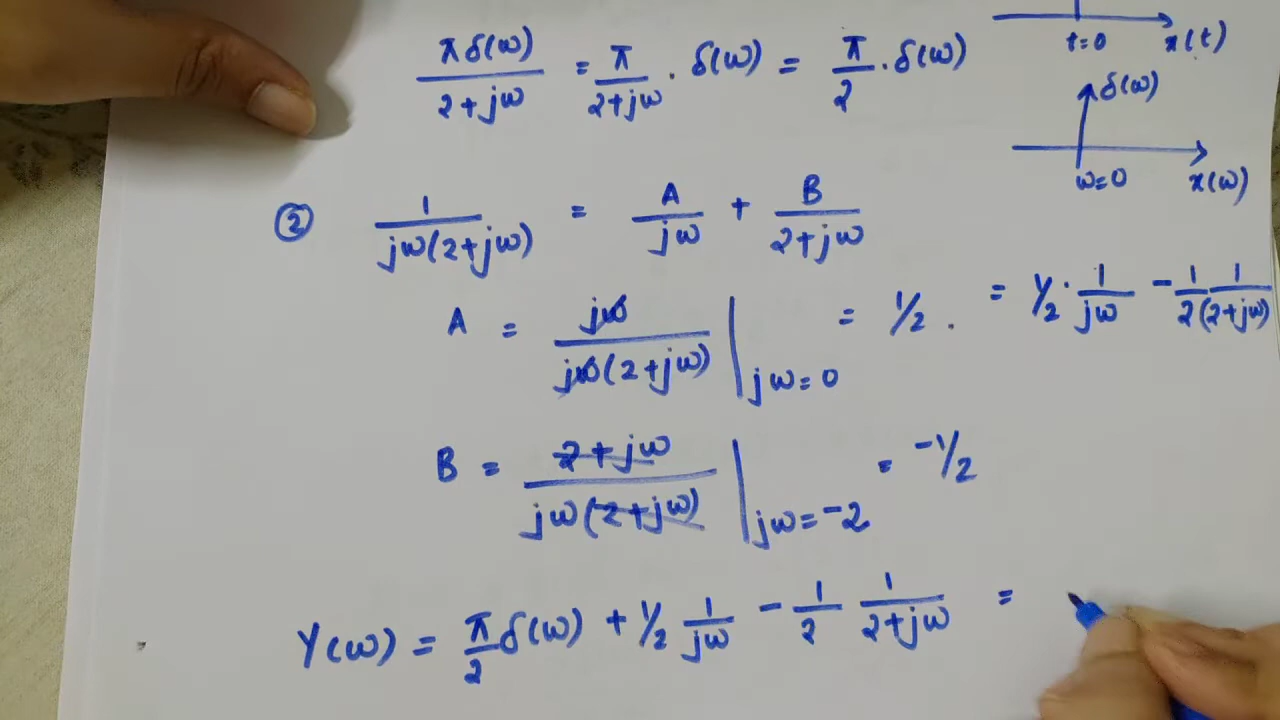 πδ(ω)/(2+jω) = π/(2+jω) · δ(ω) = π/2 · δ(ω)
t=0 x(t)
δ(ω)
ω=0 x(ω)
② 1/(jω(2+jω)) = A/(jω) + B/(2+jω)
= 1/2 · 1/(jω) - 1/2 1/(2+jω)
A = jω/(jω(2+jω)) |jω=0 = 1/2 .
B = (2+jω)/(jω(2+jω)) |jω=-2 = -1/2
Y(ω) = π/2 δ(ω) + 1/2 1/(jω) - 1/2 1/(2+jω) =